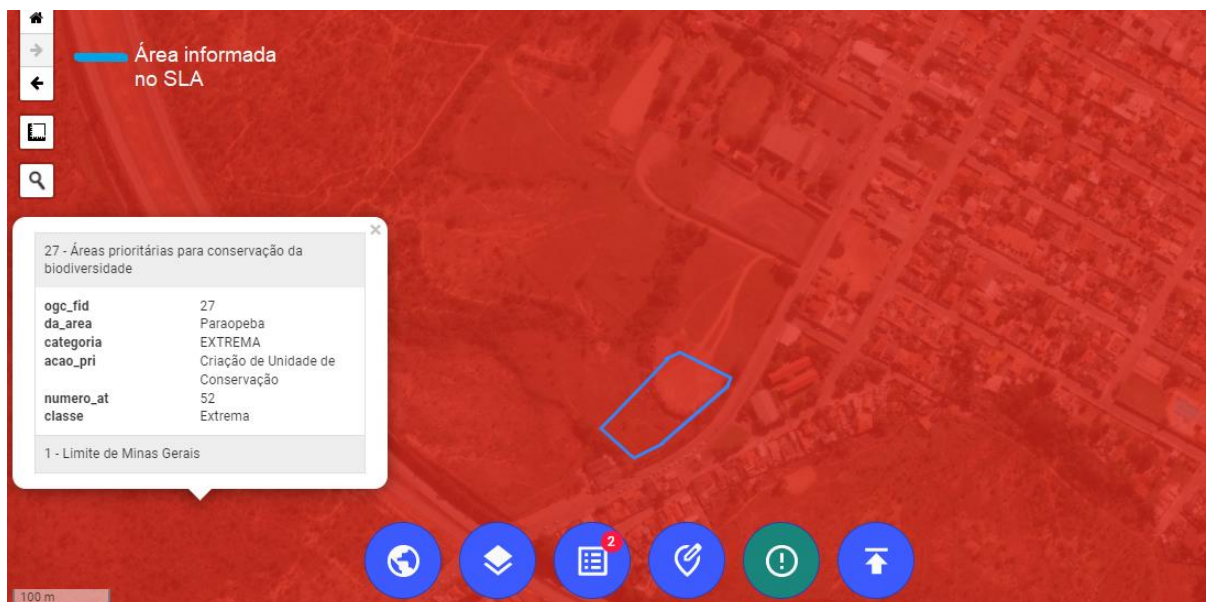 Área informada
no SLA
27 - Áreas prioritárias para conservação da
biodiversidade
ogc_fid 27
da_area Paraopeba
categoria EXTREMA
acao_pri Criação de Unidade de
Conservação
numero_at 52
classe Extrema
1 - Limite de Minas Gerais
2
100 m